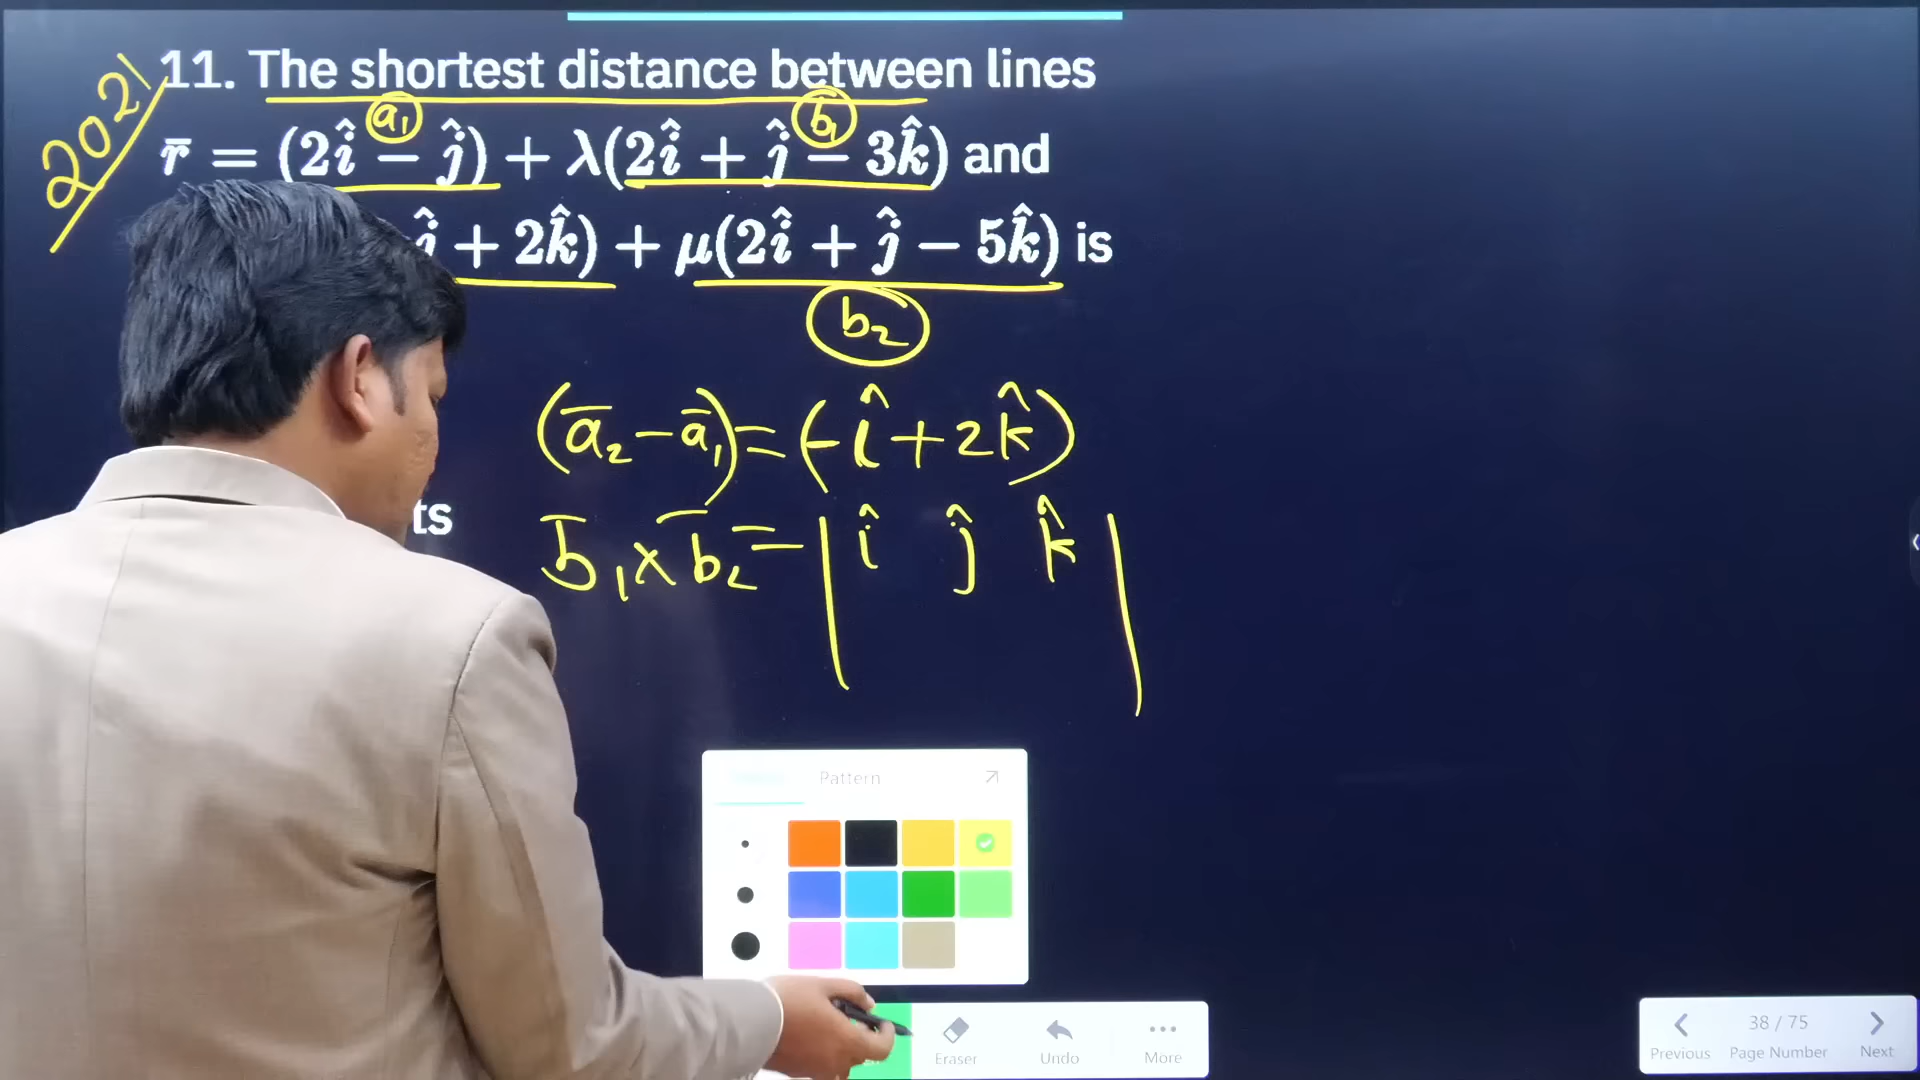 2021
11. The shortest distance between lines
a₁ b₁
r̄ = (2î − ĵ) + λ(2î + ĵ − 3k̂) and
ĵ + 2k̂) + μ(2î + ĵ − 5k̂) is
b₂
(ā₂ − ā₁) = (−î + 2k̂)
ts
b̄₁ × b̄₂ = | î ĵ k̂ |
Pattern
Eraser Undo More
38 / 75
Previous Page Number Next